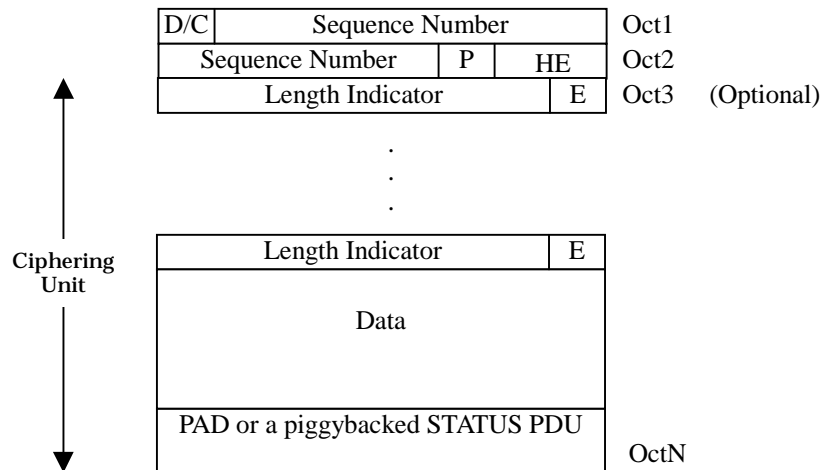 D/C Sequence Number Oct1
Sequence Number P HE Oct2
Length Indicator E Oct3 (Optional)
.
.
.
Length Indicator E
Ciphering
Unit
Data
PAD or a piggybacked STATUS PDU
OctN